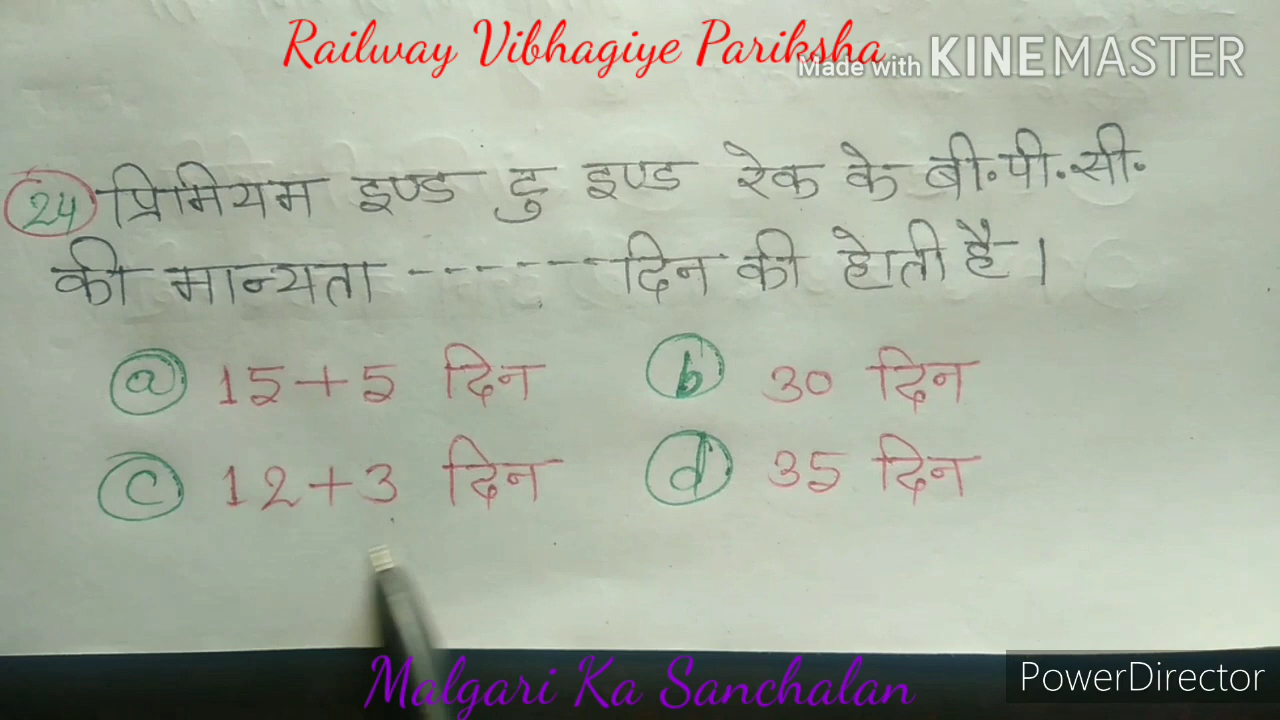 Railway Vibhagiye Pariksha
Made with KINEMASTER
24 प्रिमियम इण्ड टु इण्ड रेक के बी.पी.सी.
की मान्यता ------- दिन की होती है।
a 15+5 दिन b 30 दिन
c 12+3 दिन d 35 दिन
Malgari Ka Sanchalan
PowerDirector